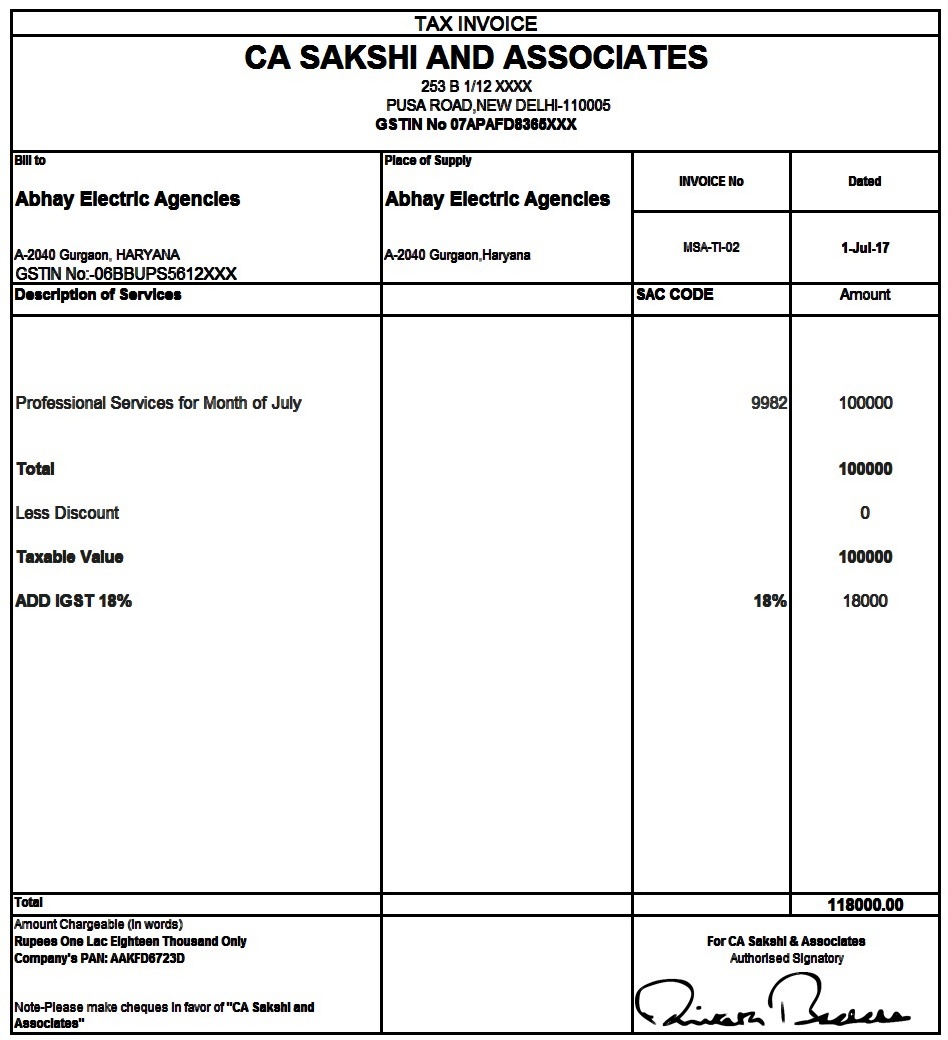 TAX INVOICE
CA SAKSHI AND ASSOCIATES
253 B 1/12 XXXX
PUSA ROAD,NEW DELHI-110005
GSTIN No 07APAFD8365XXX
Bill to
Abhay Electric Agencies
A-2040 Gurgaon, HARYANA
GSTIN No:-06BBUPS5612XXX
Place of Supply
Abhay Electric Agencies
A-2040 Gurgaon,Haryana
INVOICE No
Dated
MSA-TI-02
1-Jul-17
Description of Services
SAC CODE
Amount
Professional Services for Month of July 9982 100000
Total 100000
Less Discount 0
Taxable Value 100000
ADD IGST 18% 18% 18000
Total 118000.00
Amount Chargeable (in words)
Rupees One Lac Eighteen Thousand Only
Company's PAN: AAKFD6723D
Note-Please make cheques in favor of "CA Sakshi and
Associates"
For CA Sakshi & Associates
Authorised Signatory